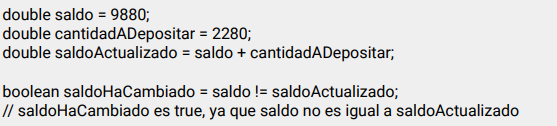 double saldo = 9880;
double cantidadADepositar = 2280;
double saldoActualizado = saldo + cantidadADepositar;
boolean saldoHaCambiado = saldo != saldoActualizado;
// saldoHaCambiado es true, ya que saldo no es igual a saldoActualizado